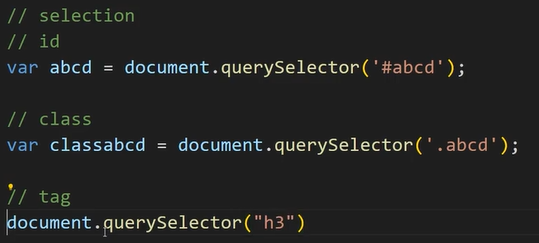 // selection
// id
var abcd = document.querySelector('#abcd');
// class
var classabcd = document.querySelector('.abcd');
// tag
document.querySelector("h3")